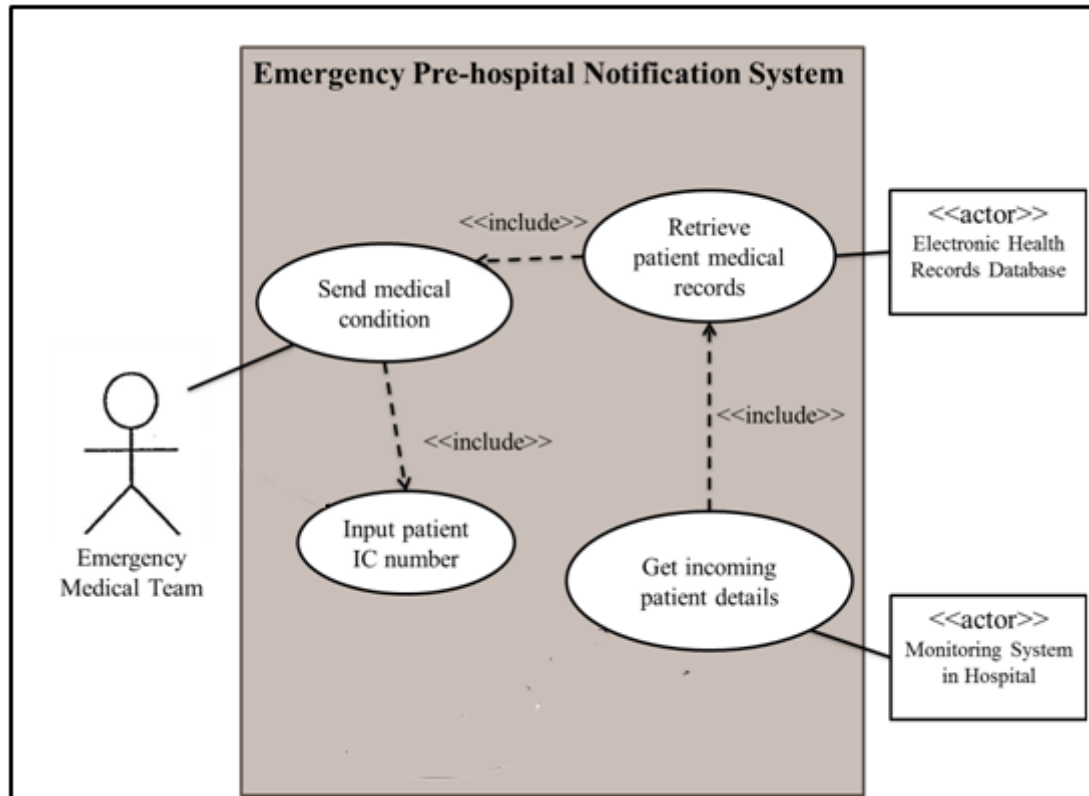 Emergency Pre-hospital Notification System
<<include>>
Retrieve
patient medical
records
<<actor>>
Electronic Health
Records Database
Send medical
condition
<<include>>
<<include>>
Emergency
Medical Team
Input patient
IC number
Get incoming
patient details
<<actor>>
Monitoring System
in Hospital